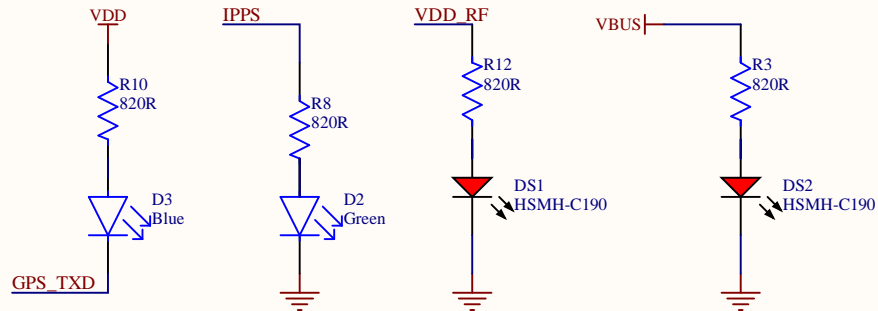 VDD
IPPS
VDD_RF
VBUS
R10
820R
R8
820R
R12
820R
R3
820R
D3
Blue
D2
Green
DS1
HSMH-C190
DS2
HSMH-C190
GPS_TXD